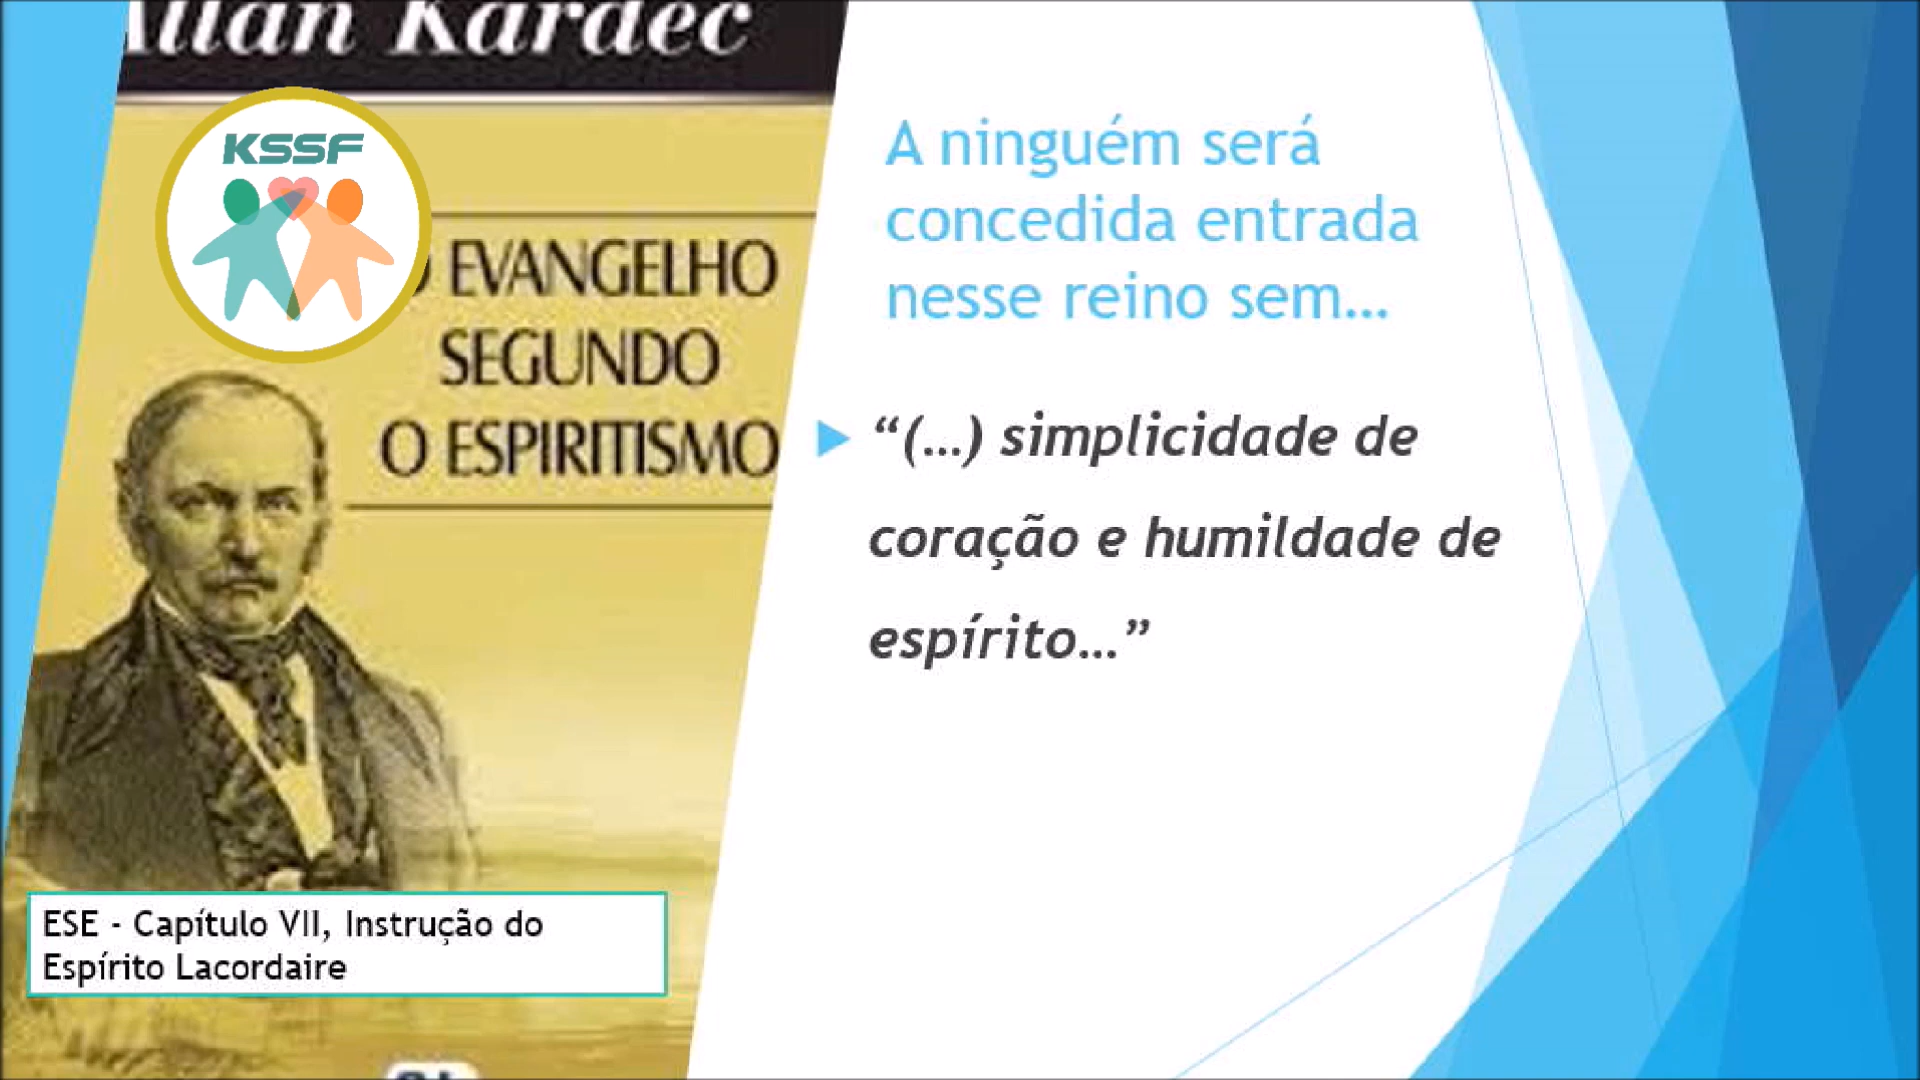 Allan Kardec
KSSF
O EVANGELHO
SEGUNDO
O ESPIRITISMO
A ninguém será
concedida entrada
nesse reino sem…
“(…) simplicidade de
coração e humildade de
espírito…”
ESE - Capítulo VII, Instrução do
Espírito Lacordaire